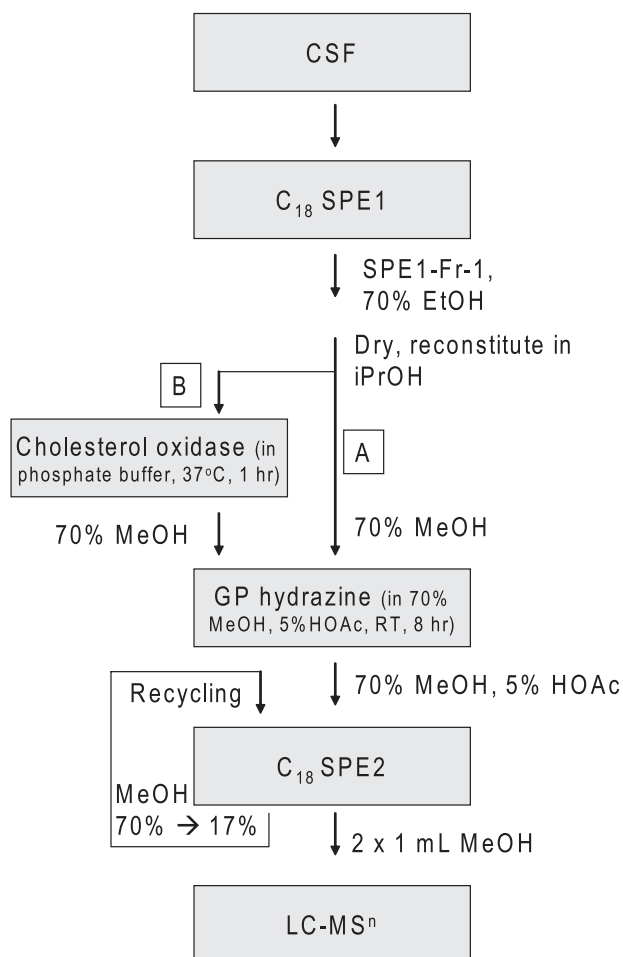 CSF
C₁₈ SPE1
SPE1-Fr-1,
70% EtOH
Dry, reconstitute in
iPrOH
B
A
Cholesterol oxidase (in
phosphate buffer, 37°C, 1 hr)
70% MeOH
70% MeOH
GP hydrazine (in 70%
MeOH, 5%HOAc, RT, 8 hr)
Recycling
70% MeOH, 5% HOAc
C₁₈ SPE2
MeOH
70% → 17%
2 x 1 mL MeOH
LC-MSⁿ